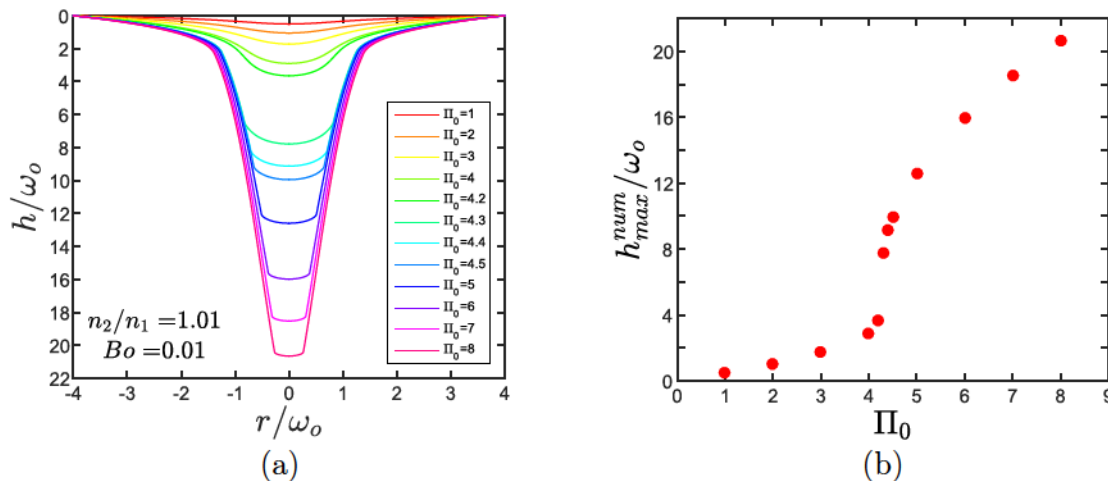 0
2
4
6
8
10
12
14
16
18
20
22
h/ω_o
-4 -3 -2 -1 0 1 2 3 4
r/ω_o
n_2/n_1 =1.01
Bo =0.01
Π_0=1
Π_0=2
Π_0=3
Π_0=4
Π_0=4.2
Π_0=4.3
Π_0=4.4
Π_0=4.5
Π_0=5
Π_0=6
Π_0=7
Π_0=8
(a)
20
16
12
8
4
0
h_{max}^{num}/ω_o
0 1 2 3 4 5 6 7 8 9
Π_0
(b)